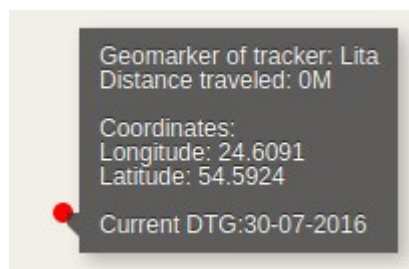 Geomarker of tracker: Lita
Distance traveled: 0M
Coordinates:
Longitude: 24.6091
Latitude: 54.5924
Current DTG:30-07-2016